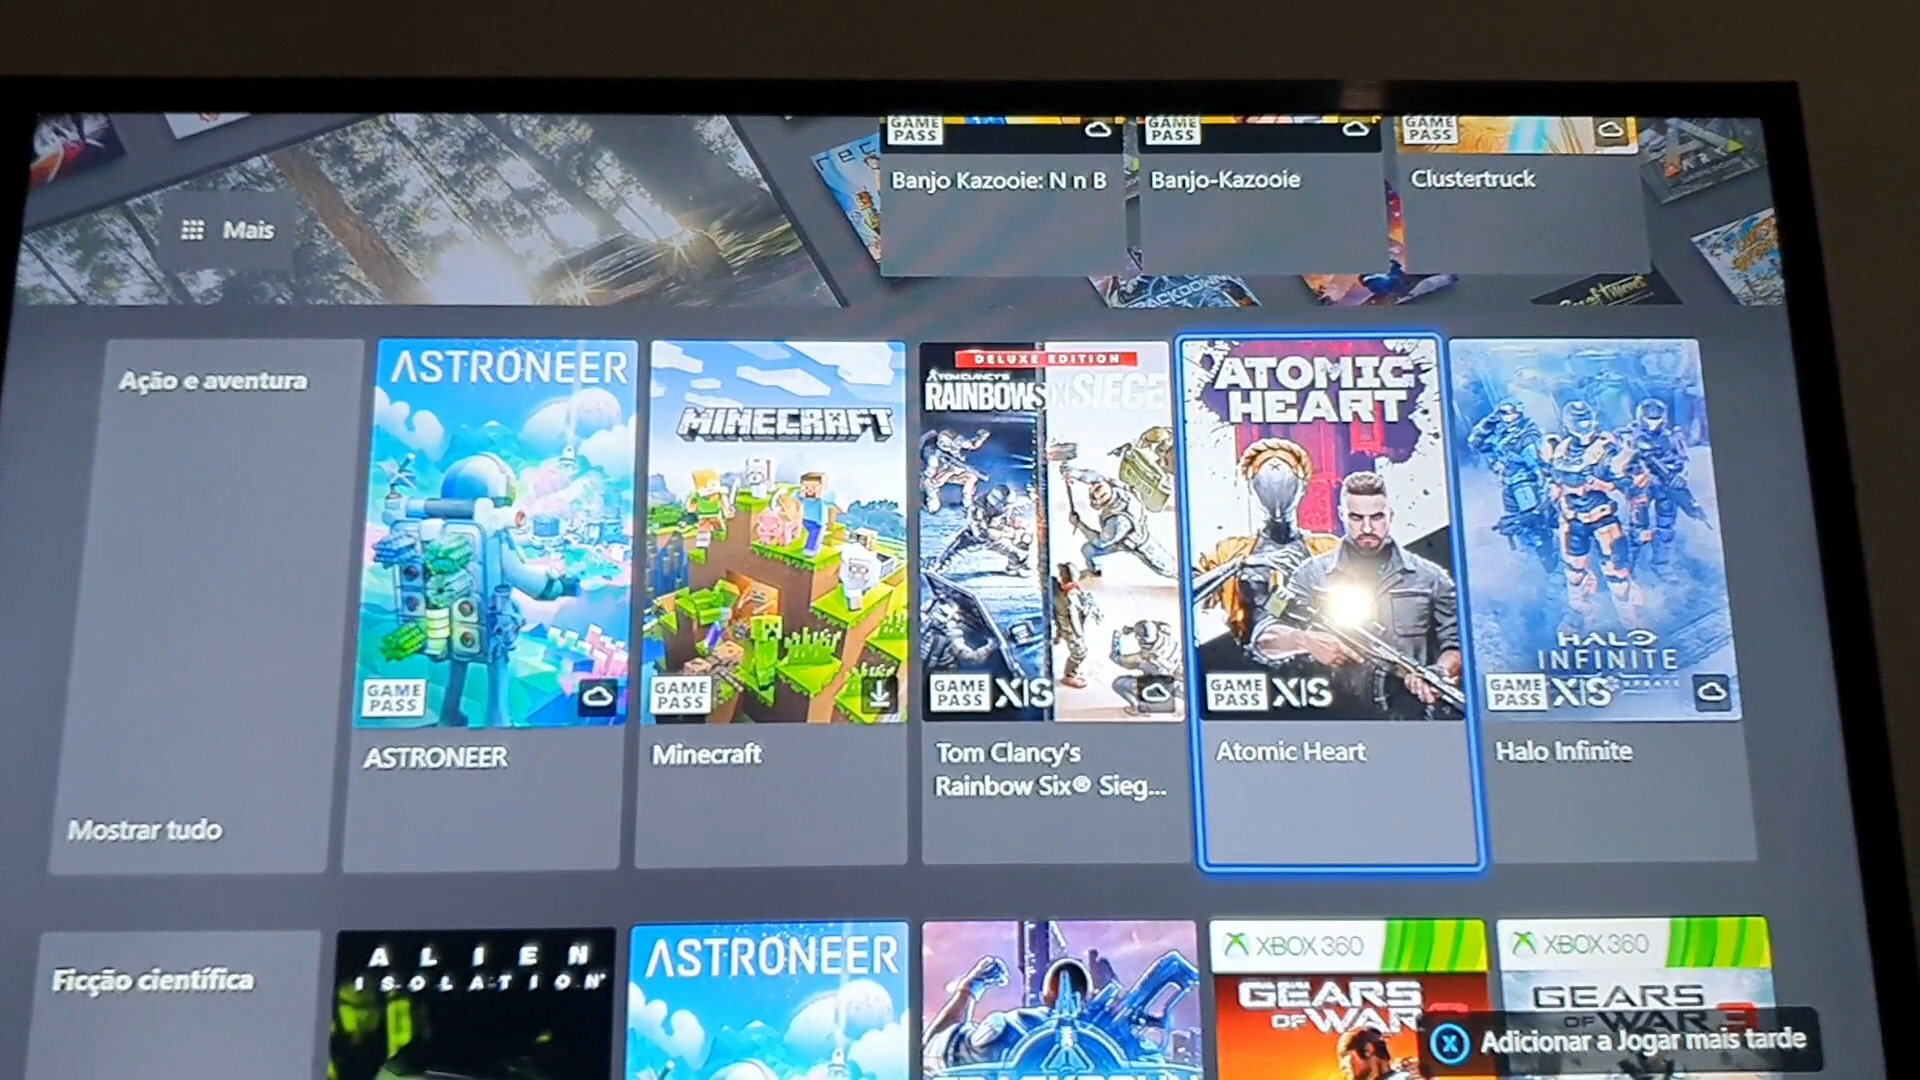 GAME PASS
GAME PASS
GAME PASS
Banjo Kazooie: N n B
Banjo-Kazooie
Clustertruck
Mais
Ação e aventura
Mostrar tudo
ASTRONEER
GAME PASS
ASTRONEER
MINECRAFT
GAME PASS
Minecraft
DELUXE EDITION
TOM CLANCY'S
RAINBOW SIX SIEGE
GAME PASS X|S
Tom Clancy's
Rainbow Six® Sieg...
ATOMIC
HEART
GAME PASS X|S
Atomic Heart
HALO
INFINITE
GAME PASS X|S
Halo Infinite
Ficção científica
ALIEN
ISOLATION
ASTRONEER
XBOX 360
GEARS
OF WAR
XBOX 360
GEARS
OF WAR 3
X Adicionar a Jogar mais tarde